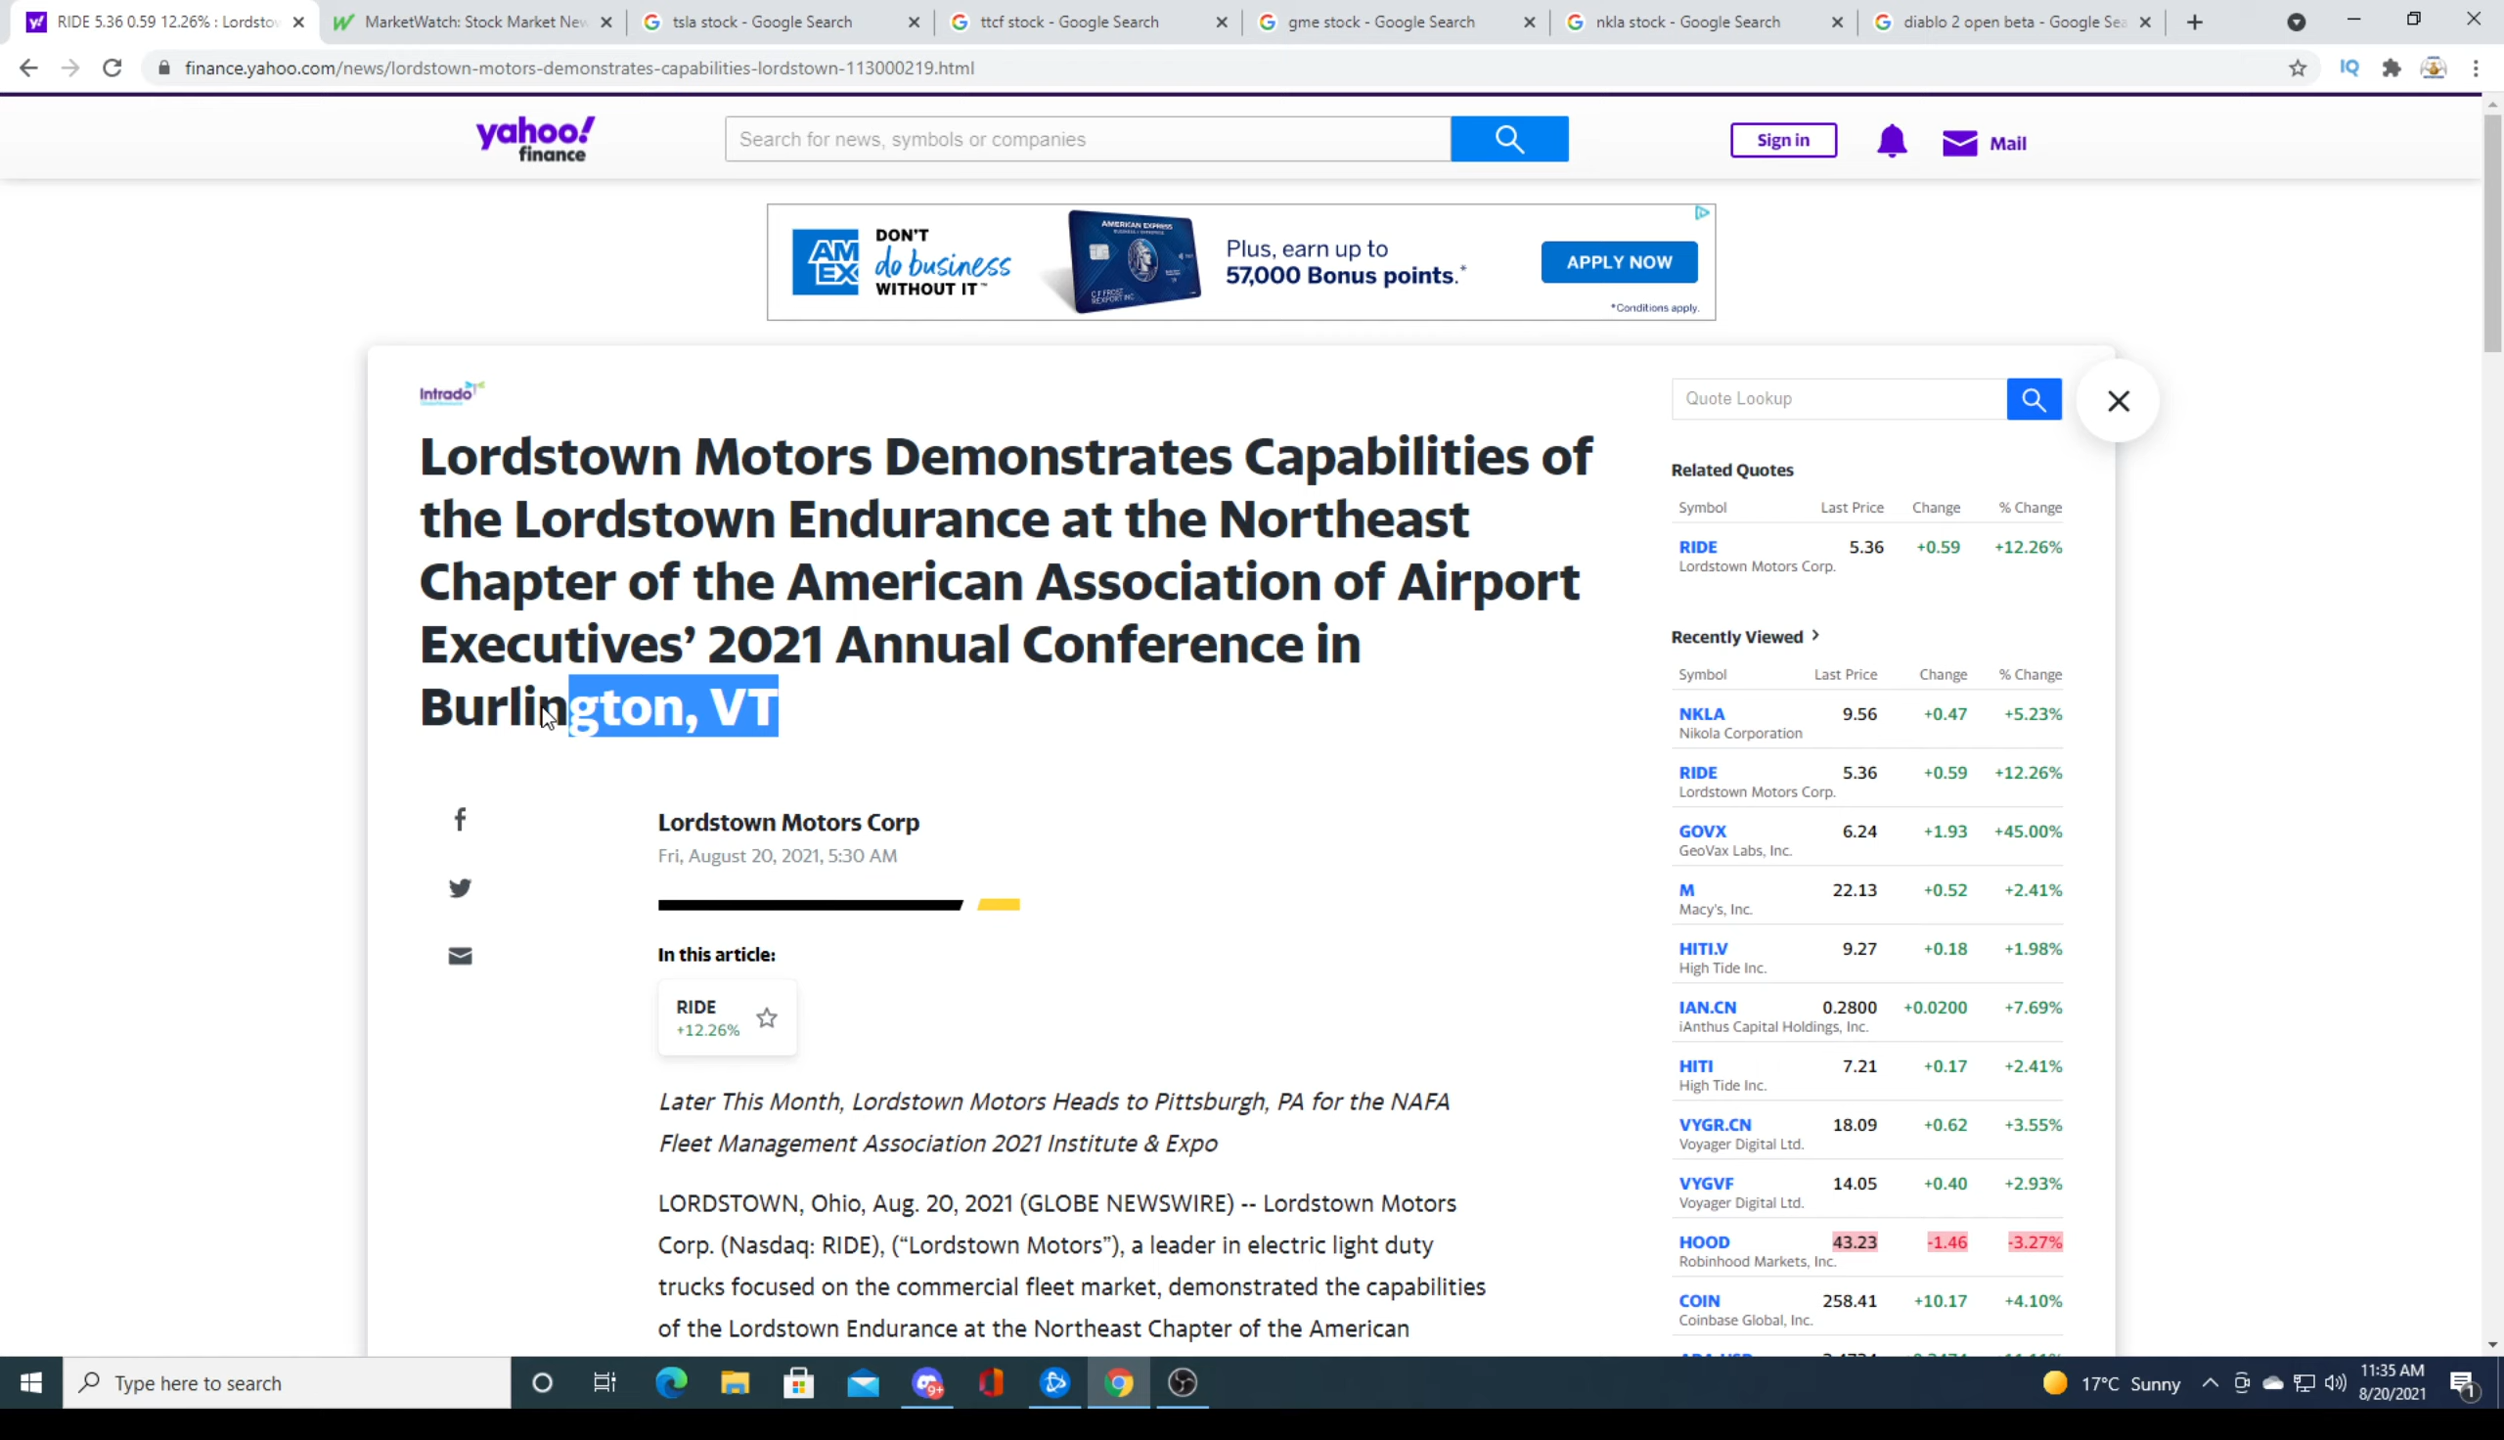 RIDE 5.36 0.59 12.26% : Lordstow
MarketWatch: Stock Market New
tsla stock - Google Search
ttcf stock - Google Search
gme stock - Google Search
nkla stock - Google Search
diablo 2 open beta - Google Sea
finance.yahoo.com/news/lordstown-motors-demonstrates-capabilities-lordstown-113000219.html
IQ
yahoo!
finance
Search for news, symbols or companies
Sign in
Mail
AM
EX
DON'T
do business
WITHOUT IT™
AMERICAN EXPRESS
C F FROST
Plus, earn up to
57,000 Bonus points.*
APPLY NOW
*Conditions apply.
Intrado
Lordstown Motors Demonstrates Capabilities of
the Lordstown Endurance at the Northeast
Chapter of the American Association of Airport
Executives’ 2021 Annual Conference in
Burlington, VT
Lordstown Motors Corp
Fri, August 20, 2021, 5:30 AM
In this article:
RIDE
+12.26%
Later This Month, Lordstown Motors Heads to Pittsburgh, PA for the NAFA
Fleet Management Association 2021 Institute & Expo
LORDSTOWN, Ohio, Aug. 20, 2021 (GLOBE NEWSWIRE) -- Lordstown Motors
Corp. (Nasdaq: RIDE), (“Lordstown Motors”), a leader in electric light duty
trucks focused on the commercial fleet market, demonstrated the capabilities
of the Lordstown Endurance at the Northeast Chapter of the American
Quote Lookup
Related Quotes
Symbol Last Price Change % Change
RIDE 5.36 +0.59 +12.26%
Lordstown Motors Corp.
Recently Viewed
Symbol Last Price Change % Change
NKLA 9.56 +0.47 +5.23%
Nikola Corporation
RIDE 5.36 +0.59 +12.26%
Lordstown Motors Corp.
GOVX 6.24 +1.93 +45.00%
GeoVax Labs, Inc.
M 22.13 +0.52 +2.41%
Macy's, Inc.
HITI.V 9.27 +0.18 +1.98%
High Tide Inc.
IAN.CN 0.2800 +0.0200 +7.69%
iAnthus Capital Holdings, Inc.
HITI 7.21 +0.17 +2.41%
High Tide Inc.
VYGR.CN 18.09 +0.62 +3.55%
Voyager Digital Ltd.
VYGVF 14.05 +0.40 +2.93%
Voyager Digital Ltd.
HOOD 43.23 -1.46 -3.27%
Robinhood Markets, Inc.
COIN 258.41 +10.17 +4.10%
Coinbase Global, Inc.
Type here to search
9+
17°C Sunny
11:35 AM
8/20/2021
1